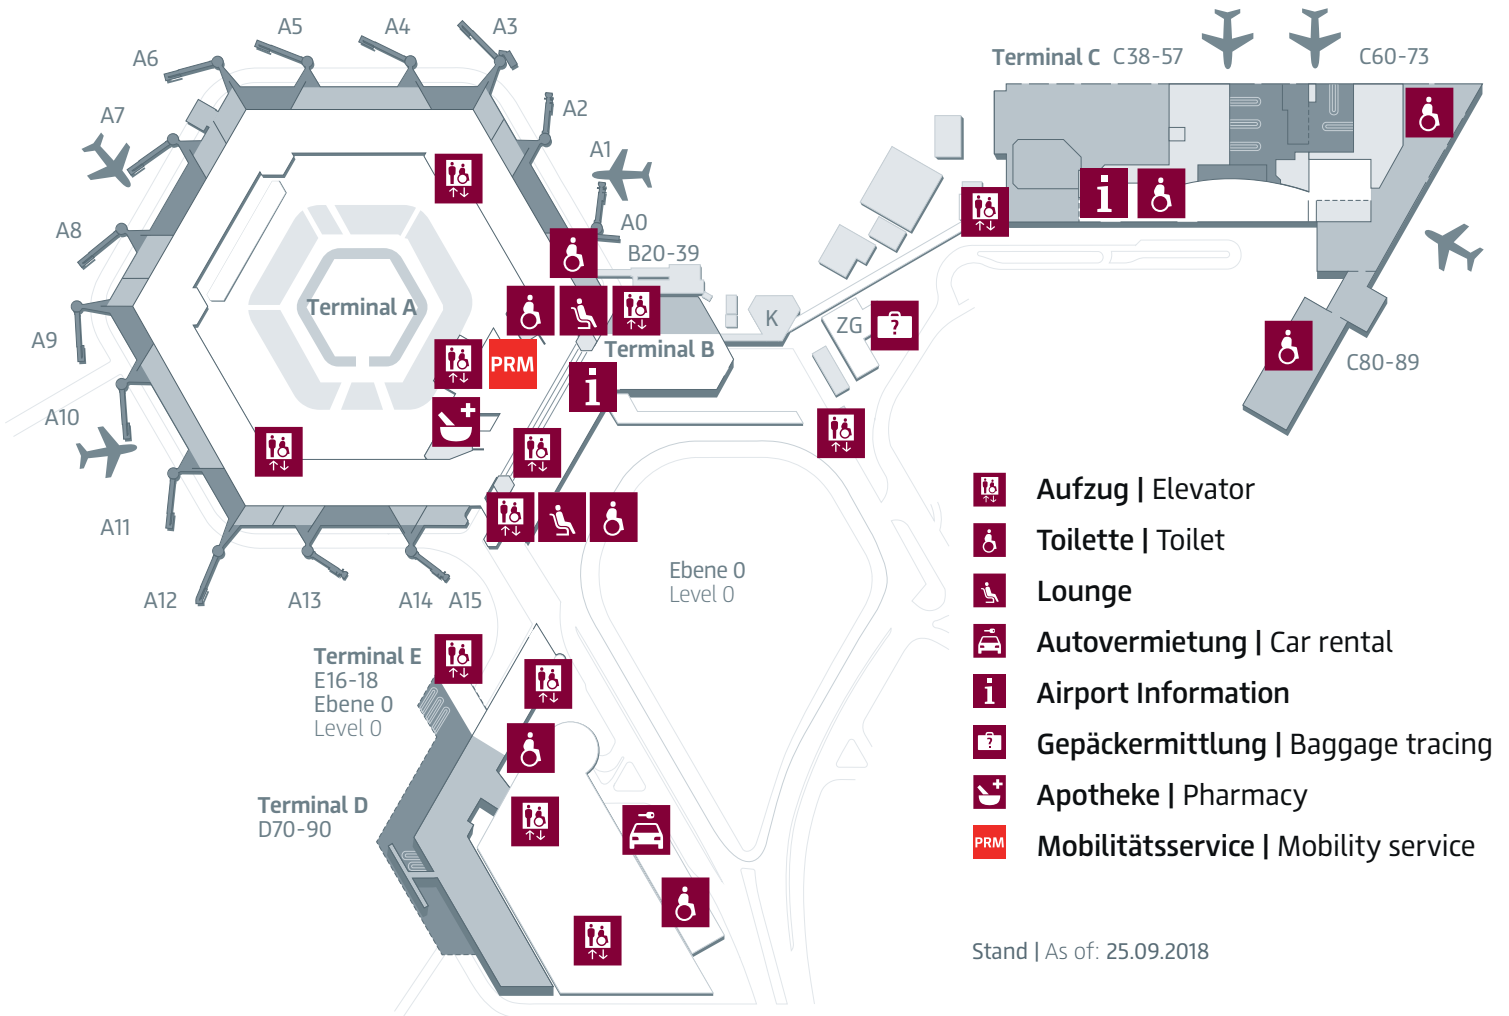 A5
A4
A3
A6
A7
A2
A1
A0
A8
B20-39
A9
Terminal A
Terminal B
K
ZG
PRM
A10
A11
A12
A13
A14
A15
Terminal C C38-57
C60-73
C80-89
Ebene 0
Level 0
Terminal E
E16-18
Ebene 0
Level 0
Terminal D
D70-90
Aufzug | Elevator
Toilette | Toilet
Lounge
Autovermietung | Car rental
i Airport Information
? Gepäckermittlung | Baggage tracing
Apotheke | Pharmacy
PRM Mobilitätsservice | Mobility service
Stand | As of: 25.09.2018